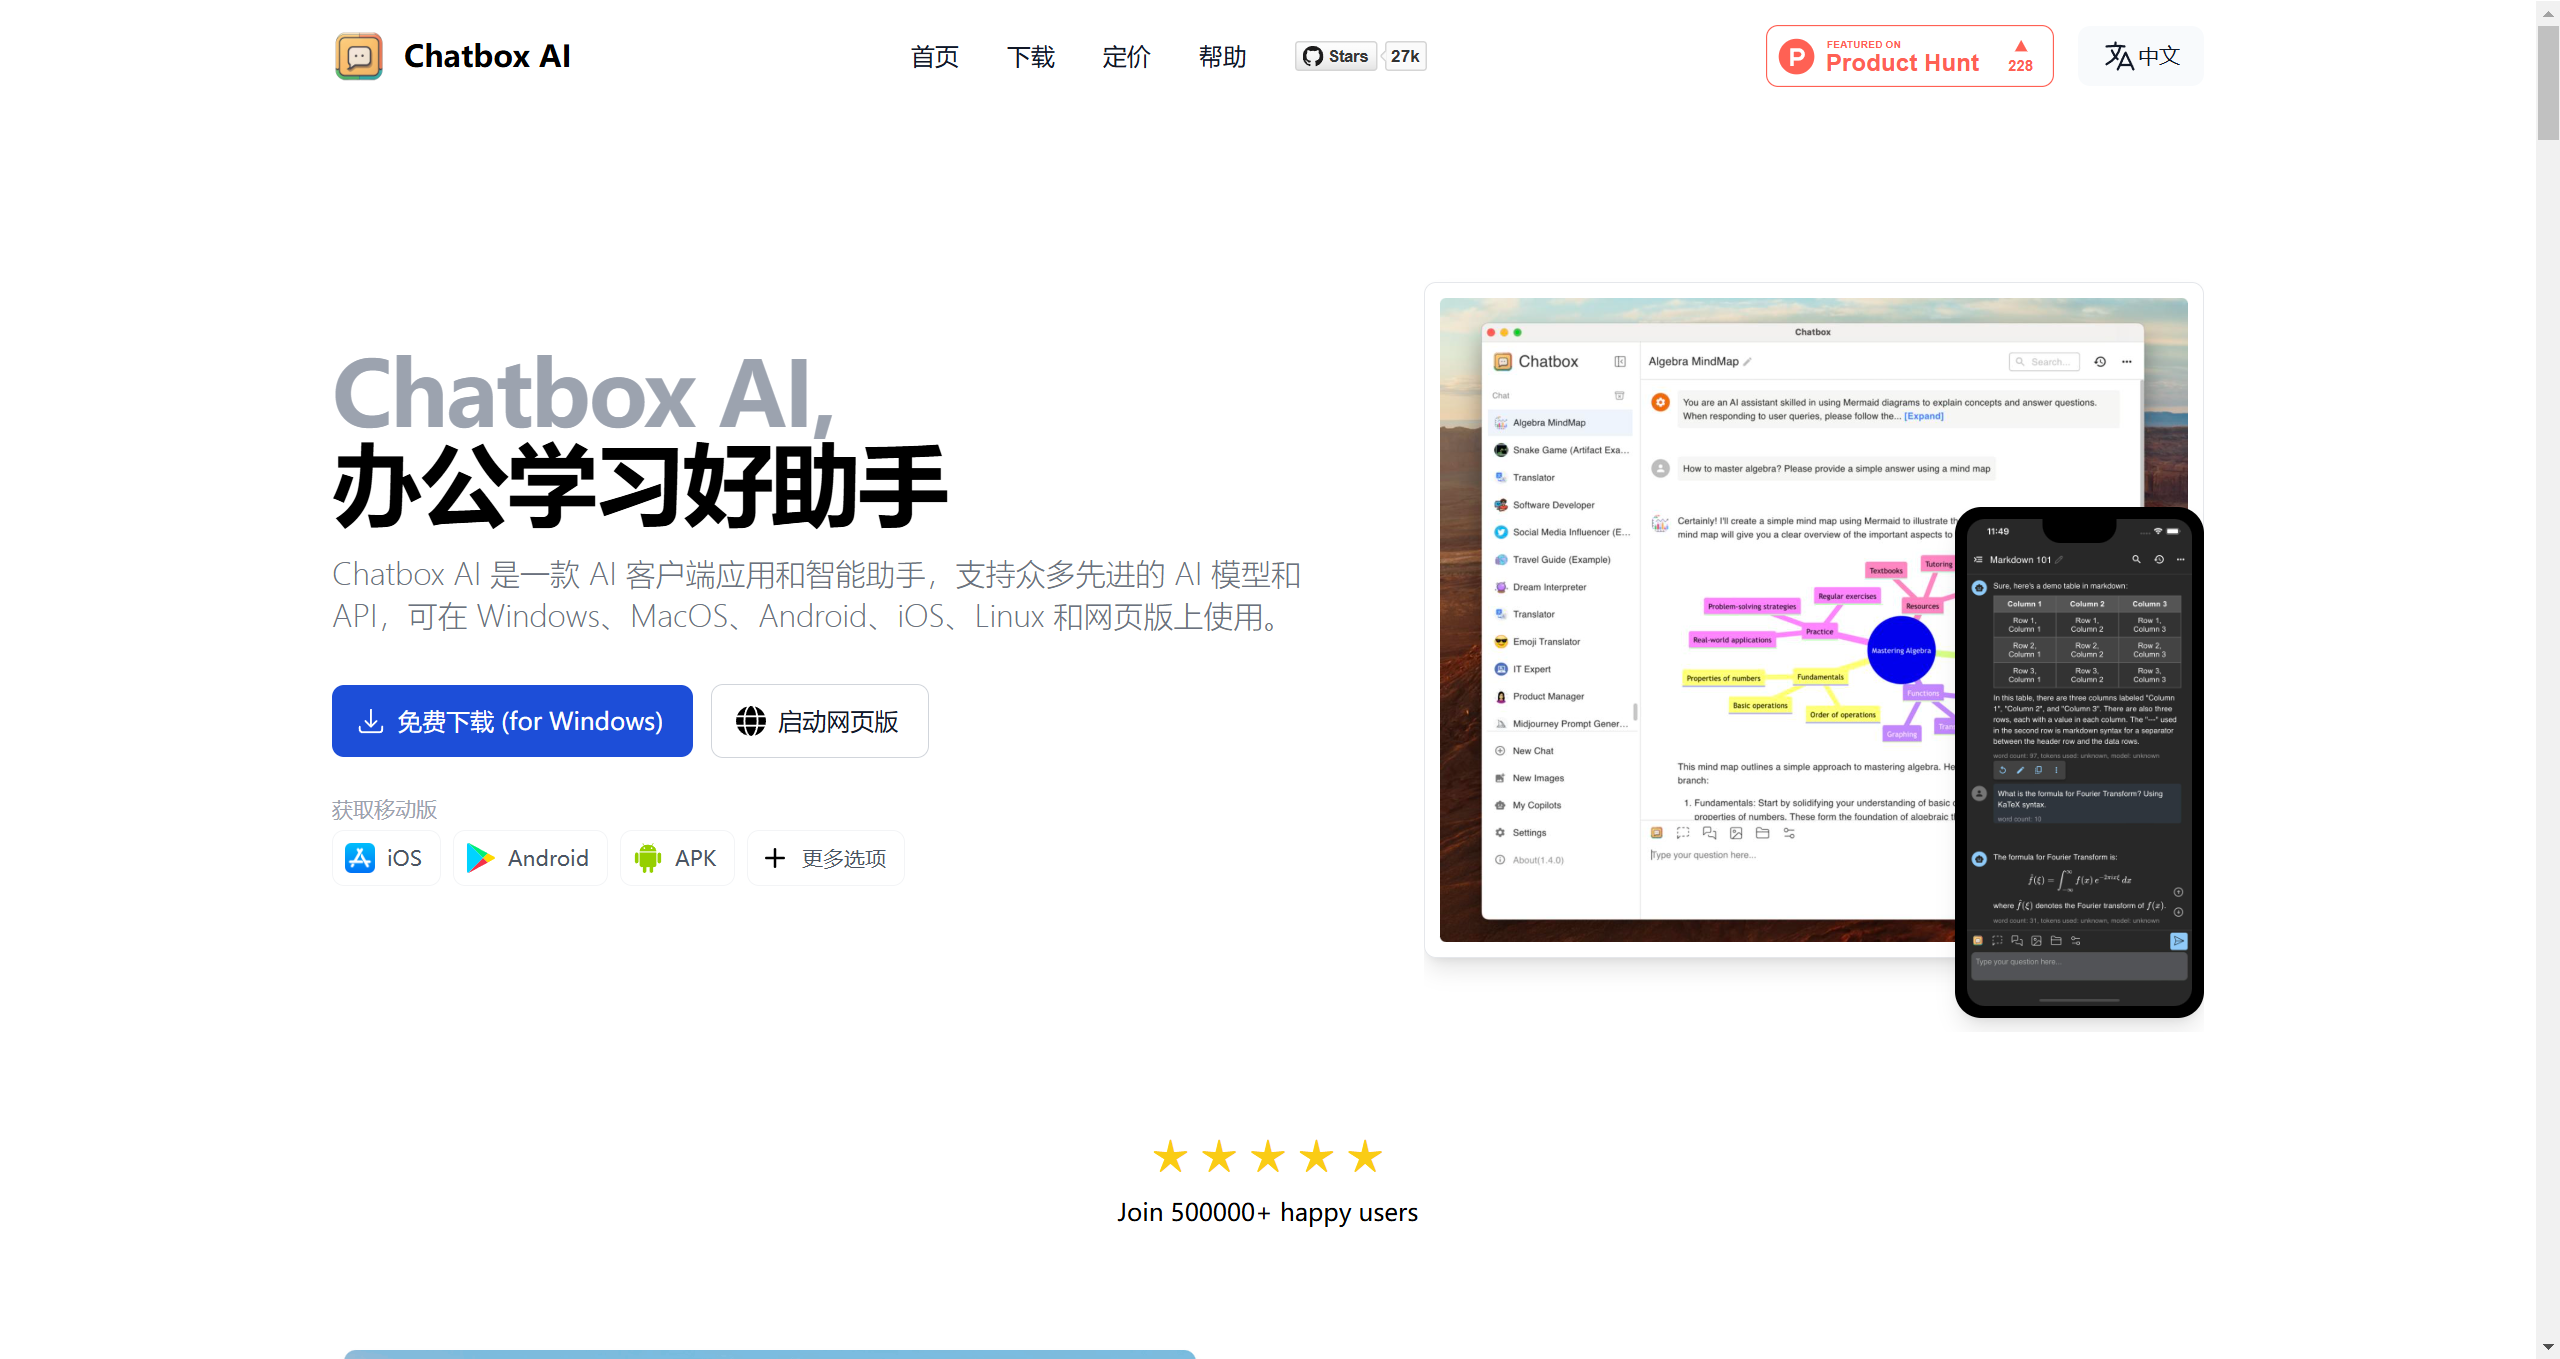 Chatbox AI
首页
下载
定价
帮助
Stars
27k
FEATURED ON
Product Hunt
228
中文
Chatbox AI,
办公学习好助手
Chatbox AI 是一款 AI 客户端应用和智能助手，支持众多先进的 AI 模型和
API，可在 Windows、MacOS、Android、iOS、Linux 和网页版上使用。
免费下载 (for Windows)
启动网页版
获取移动版
iOS
Android
APK
更多选项
Chatbox
Chatbox
Chat
Algebra MindMap
Snake Game (Artifact Exa...
Translator
Software Developer
Social Media Influencer (E...
Travel Guide (Example)
Dream Interpreter
Translator
Emoji Translator
IT Expert
Product Manager
Midjourney Prompt Gener...
New Chat
New Images
My Copilots
Settings
About(1.4.0)
Algebra MindMap
Search...
You are an AI assistant skilled in using Mermaid diagrams to explain concepts and answer questions.
When responding to user queries, please follow the... [Expand]
How to master algebra? Please provide a simple answer using a mind map
Certainly! I'll create a simple mind map using Mermaid to illustrate th
mind map will give you a clear overview of the important aspects to
Textbooks
Tutoring
Resources
Problem-solving strategies
Regular exercises
Practice
Real-world applications
Mastering Algebra
Properties of numbers
Fundamentals
Basic operations
Order of operations
Functions
Graphing
Tran
This mind map outlines a simple approach to mastering algebra. He
branch:
1. Fundamentals: Start by solidifying your understanding of basic
properties of numbers. These form the foundation of algebraic t
Type your question here...
11:49
Markdown 101
Sure, here's a demo table in markdown:
Column 1 Column 2 Column 3
Row 1, Column 1 Row 1, Column 2 Row 1, Column 3
Row 2, Column 1 Row 2, Column 2 Row 2, Column 3
Row 3, Column 1 Row 3, Column 2 Row 3, Column 3
In this table, there are three columns labeled "Column
1", "Column 2", and "Column 3". There are also three
rows, each with a value in each column. The "---" used
in the second row is markdown syntax for a separator
between the header row and the data rows.
word count: 97, tokens used: unknown, model: unknown
What is the formula for Fourier Transform? Using
KaTeX syntax.
word count: 10
The formula for Fourier Transform is:
f̂(ξ) = ∫_{-∞}^{∞} f(x) e^{-2πixξ} dx
where f̂(ξ) denotes the Fourier transform of f(x).
word count: 31, tokens used: unknown, model: unknown
Type your question here...
Join 500000+ happy users